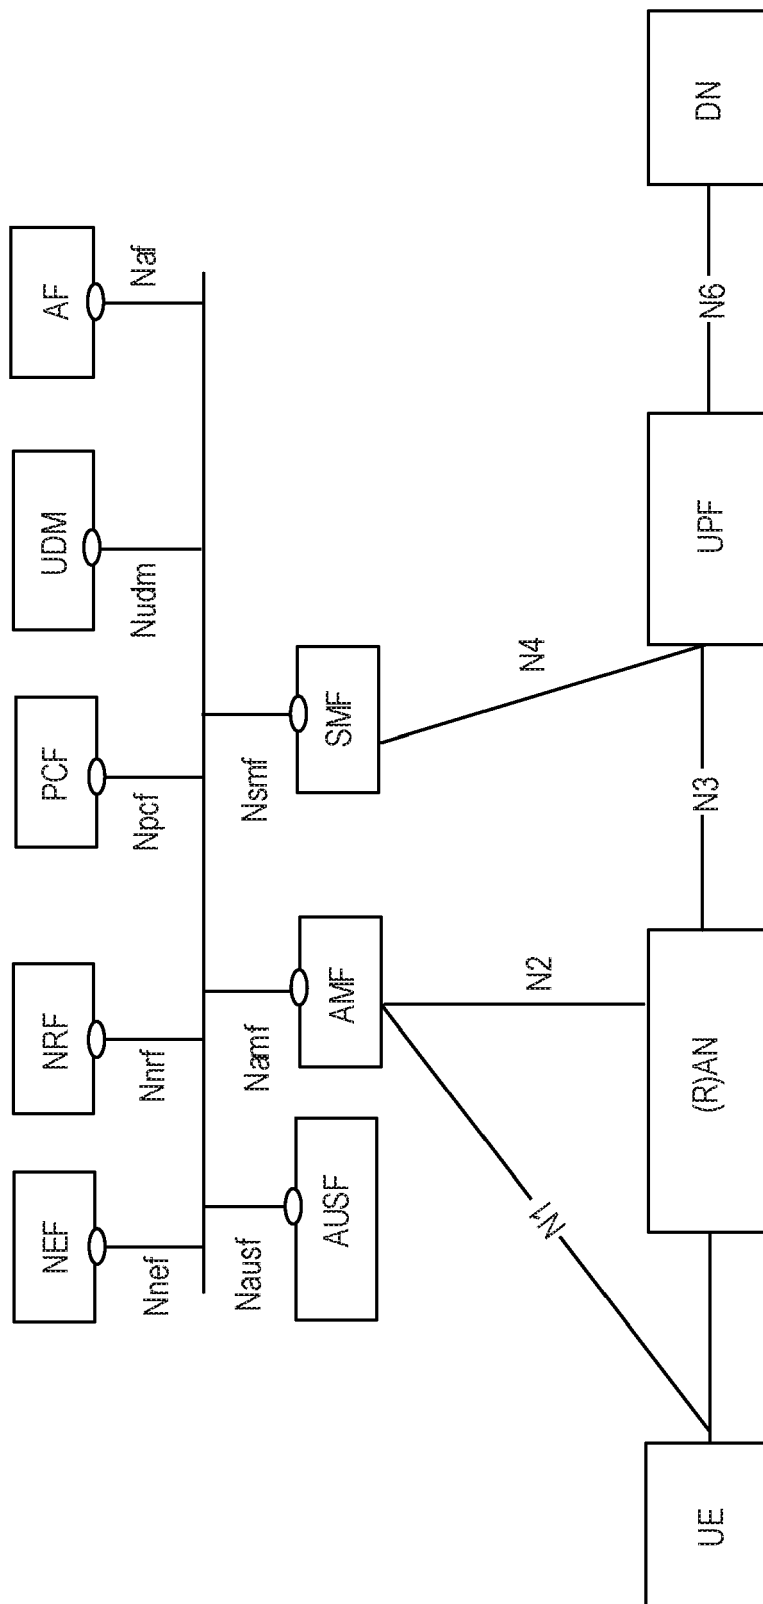 NEF
NRF
PCF
UDM
AF
Nnef
Nnrf
Npcf
Nudm
Naf
Nausf
Namf
Nsmf
AUSF
AMF
SMF
N1
N2
N4
UE
(R)AN
N3
UPF
N6
DN